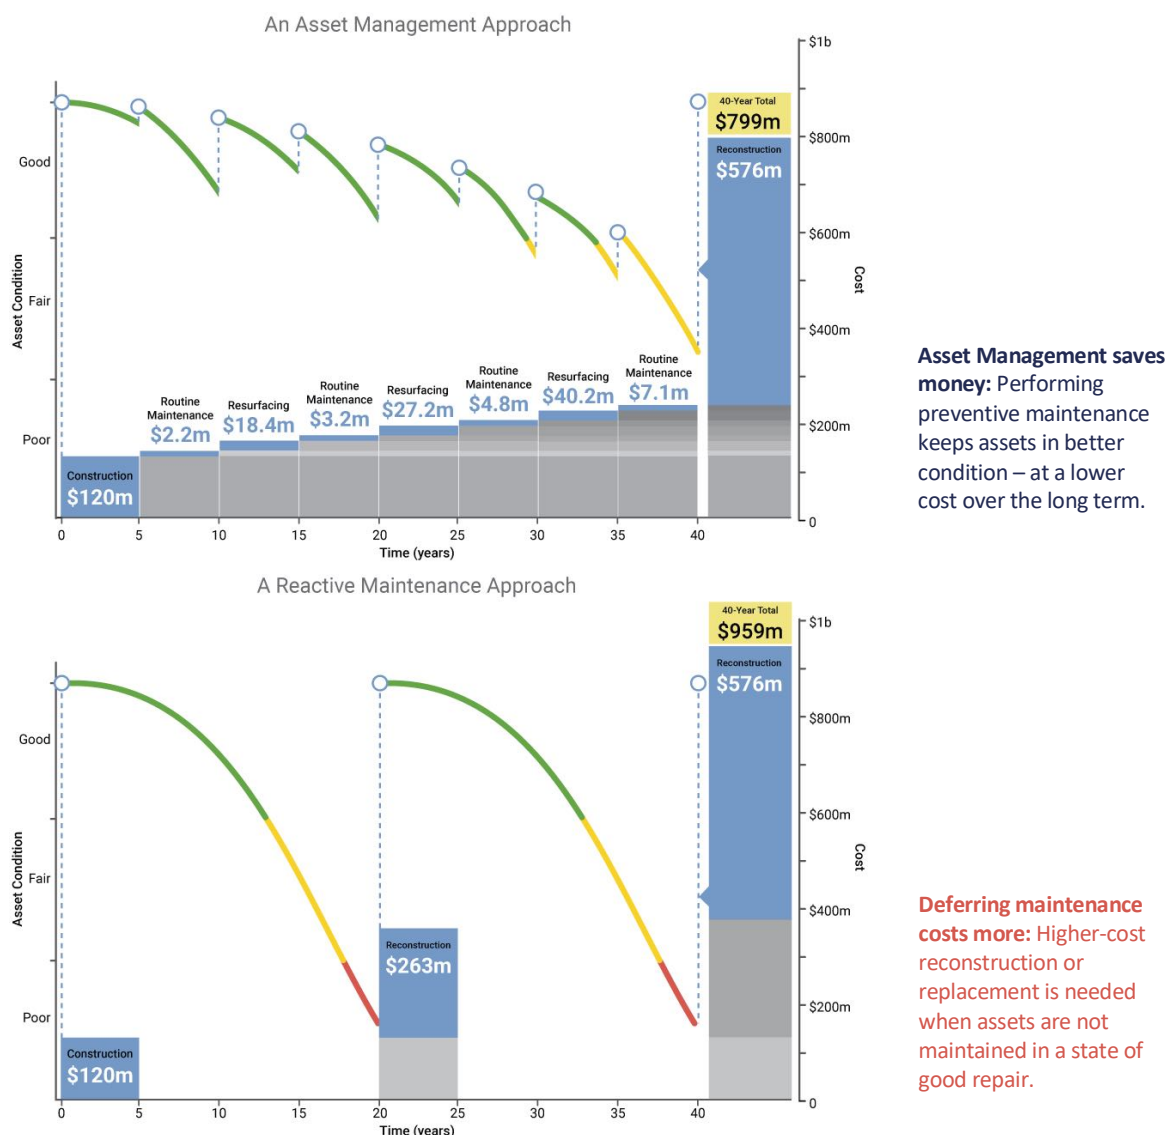 An Asset Management Approach
Asset Condition
Good
Fair
Poor
Construction
$120m
Routine
Maintenance
$2.2m
Resurfacing
$18.4m
Routine
Maintenance
$3.2m
Resurfacing
$27.2m
Routine
Maintenance
$4.8m
Resurfacing
$40.2m
Routine
Maintenance
$7.1m
40-Year Total
$799m
Reconstruction
$576m
$1b
$800m
$600m
$400m
$200m
0
Cost
0 5 10 15 20 25 30 35 40
Time (years)
Asset Management saves
money: Performing
preventive maintenance
keeps assets in better
condition – at a lower
cost over the long term.
A Reactive Maintenance Approach
Asset Condition
Good
Fair
Poor
Construction
$120m
Reconstruction
$263m
40-Year Total
$959m
Reconstruction
$576m
$1b
$800m
$600m
$400m
$200m
0
Cost
0 5 10 15 20 25 30 35 40
Time (years)
Deferring maintenance
costs more: Higher-cost
reconstruction or
replacement is needed
when assets are not
maintained in a state of
good repair.